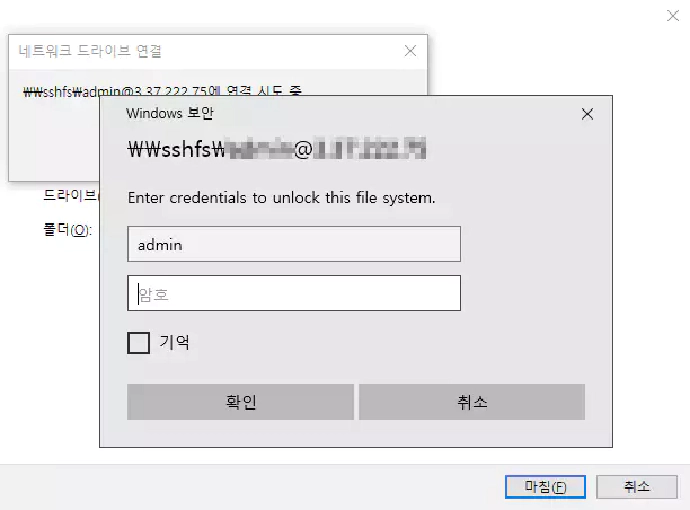 네트워크 드라이브 연결
₩₩sshfs₩admin@3.37.222.75에 연결 시도 중
Windows 보안
₩₩sshfs₩@
Enter credentials to unlock this file system.
admin
암호
기억
확인 취소
드라이브(
폴더(O):
마침(F) 취소